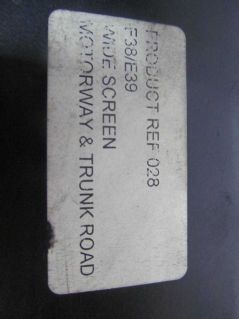 PRODUCT REF 028
F38/E39
WIDE SCREEN
MOTORWAY & TRUNK ROAD